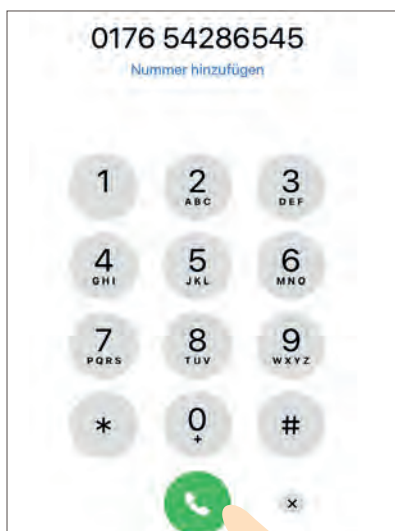 0176 54286545
Nummer hinzufügen
1 2 3
ABC DEF
4 5 6
GHI JKL MNO
7 8 9
PQRS TUV WXYZ
* 0 #
+
×